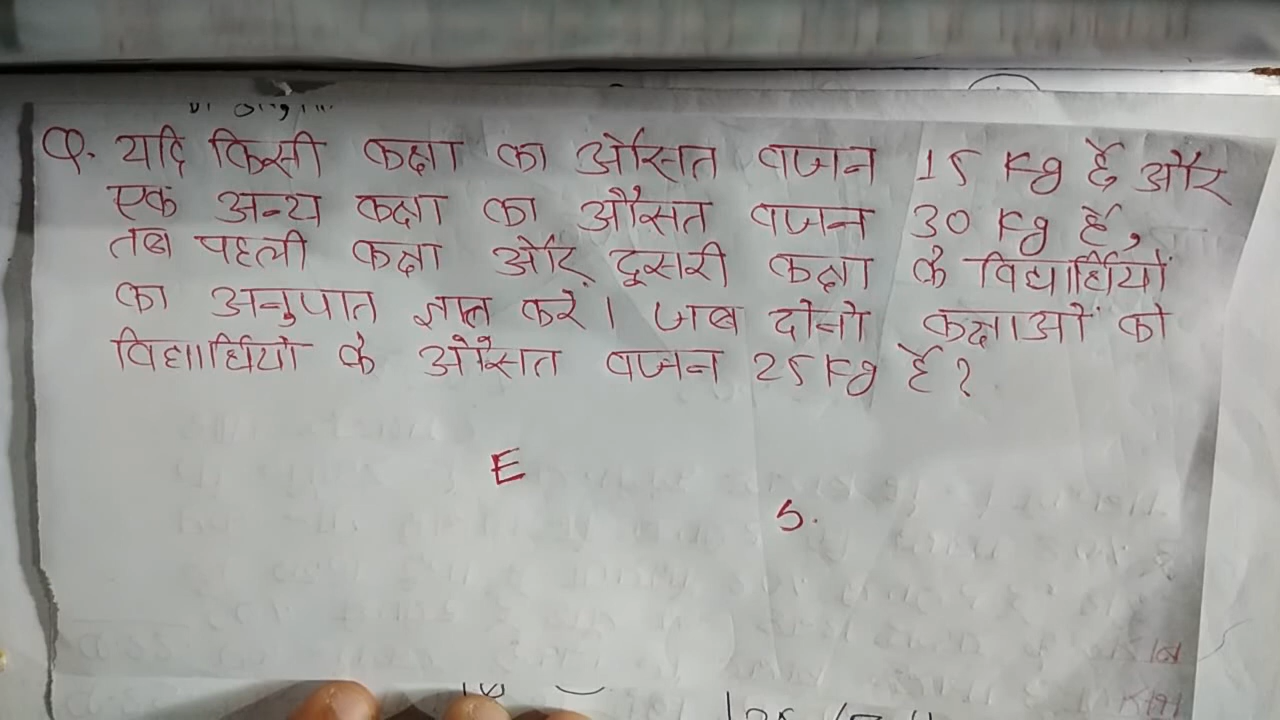 Q. यदि किसी कक्षा का औसत वजन 15 Kg है और
एक अन्य कक्षा का औसत वजन 30 Kg है,
तब पहली कक्षा और दूसरी कक्षा के विद्यार्थियों
का अनुपात ज्ञात करें। जब दोनो कक्षाओं को
विद्यार्थियो के औसत वजन 25 Kg है?
E
S.